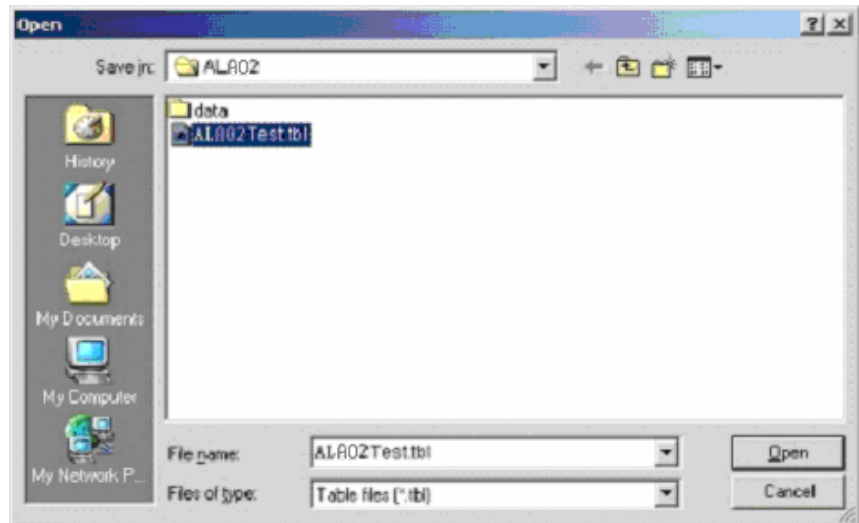 Open
Save in: ALA02
data
ALA02Test.tbl
History
Desktop
My Documents
My Computer
My Network P...
File name: ALA02Test.tbl
Open
Files of type: Table files (*.tbl)
Cancel